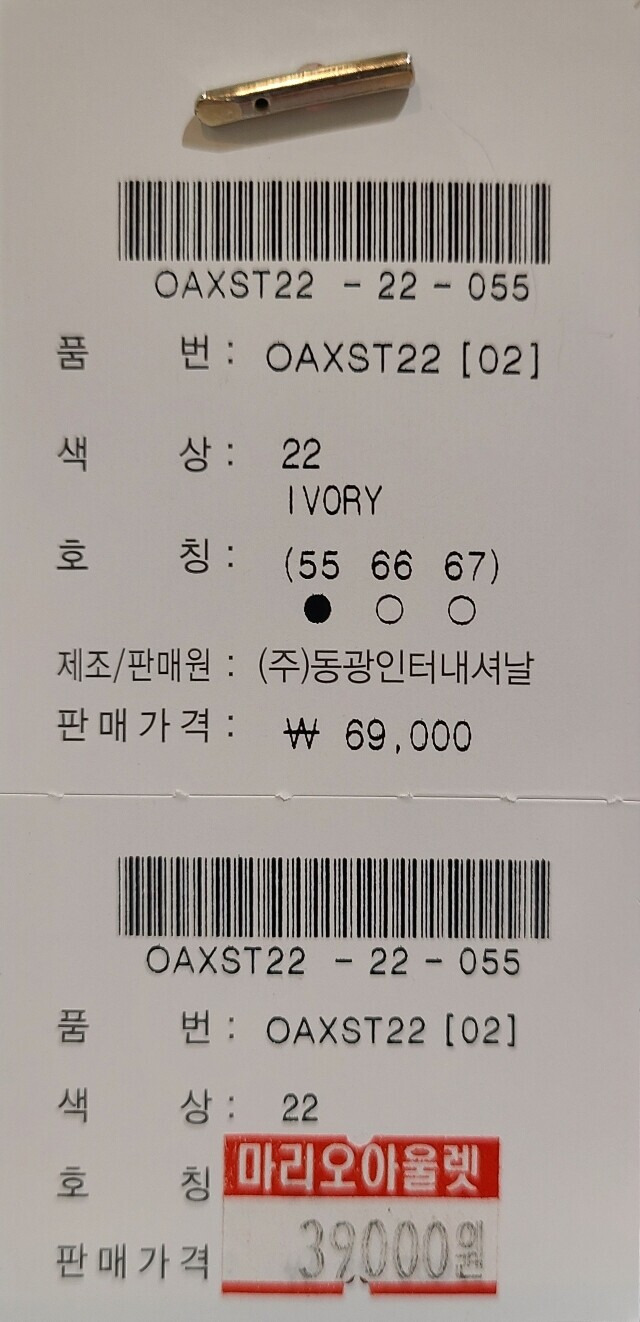 OAXST22 - 22 - 055
품 번 : OAXST22 [02]
색 상 : 22
IVORY
호 칭 : (55 66 67)
제조/판매원 : (주)동광인터내셔날
판매가격 : ₩ 69,000
OAXST22 - 22 - 055
품 번 : OAXST22 [02]
색 상 : 22
호 칭
마리오아울렛
판매가격
39,000원